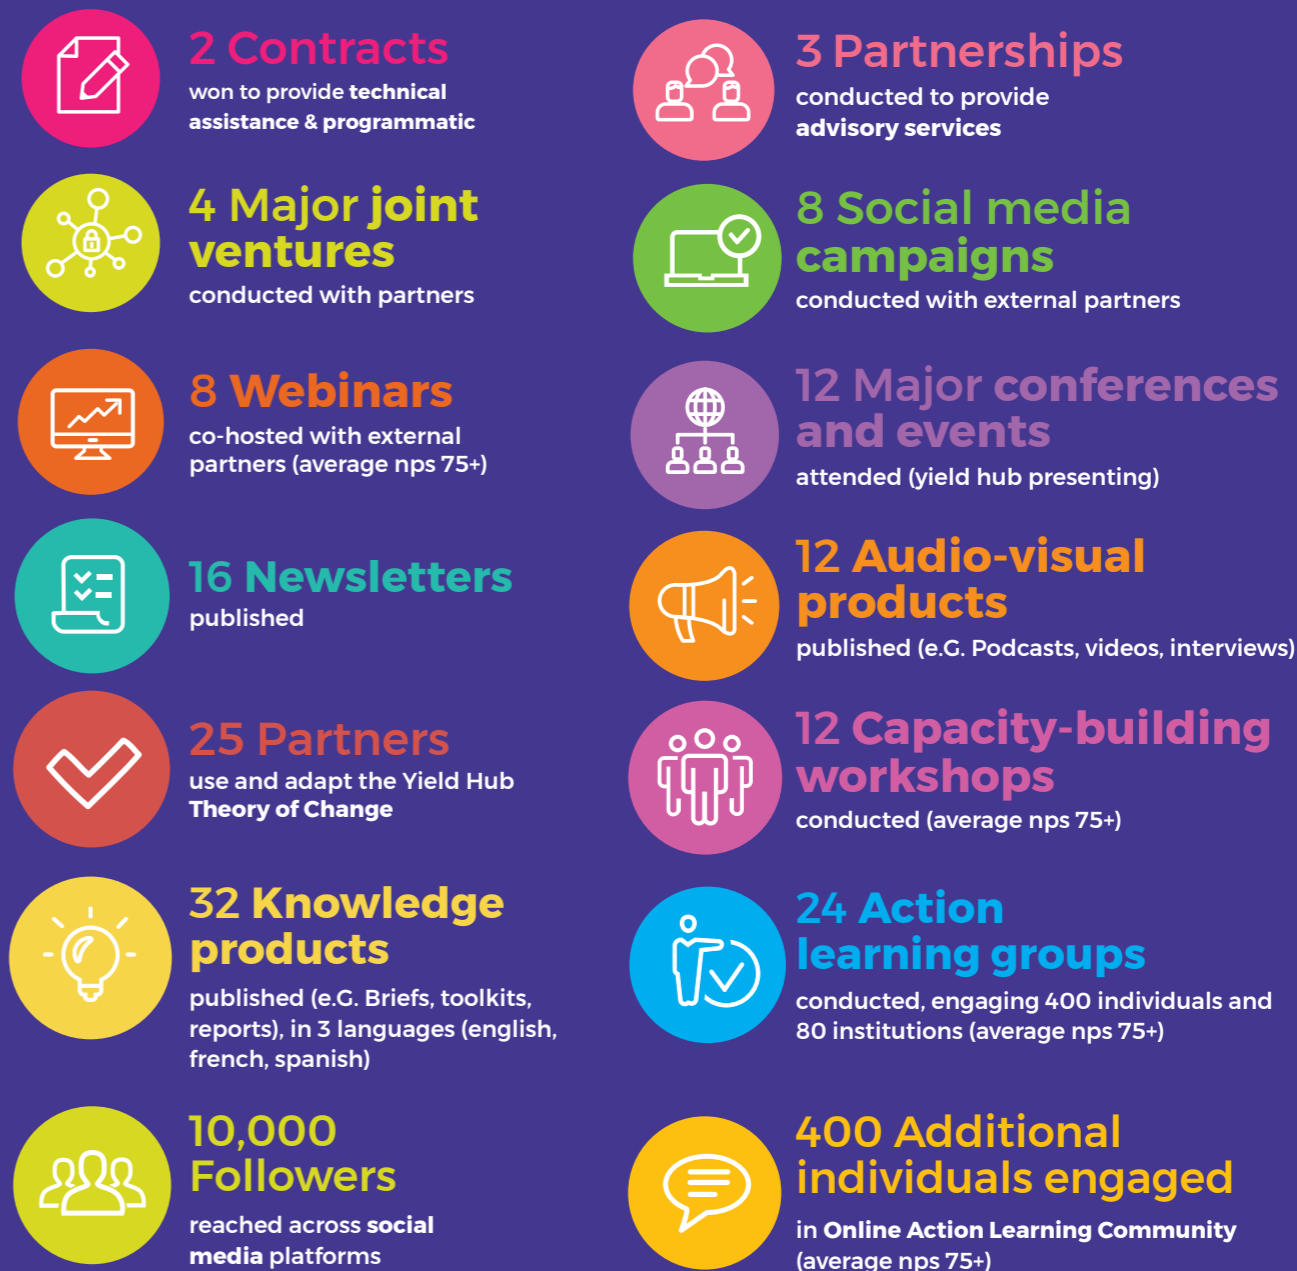 2 Contracts
won to provide technical
assistance & programmatic
3 Partnerships
conducted to provide
advisory services
4 Major joint
ventures
conducted with partners
8 Social media
campaigns
conducted with external partners
8 Webinars
co-hosted with external
partners (average nps 75+)
12 Major conferences
and events
attended (yield hub presenting)
16 Newsletters
published
12 Audio-visual
products
published (e.G. Podcasts, videos, interviews)
25 Partners
use and adapt the Yield Hub
Theory of Change
12 Capacity-building
workshops
conducted (average nps 75+)
32 Knowledge
products
published (e.G. Briefs, toolkits,
reports), in 3 languages (english,
french, spanish)
24 Action
learning groups
conducted, engaging 400 individuals and
80 institutions (average nps 75+)
10,000
Followers
reached across social
media platforms
400 Additional
individuals engaged
in Online Action Learning Community
(average nps 75+)